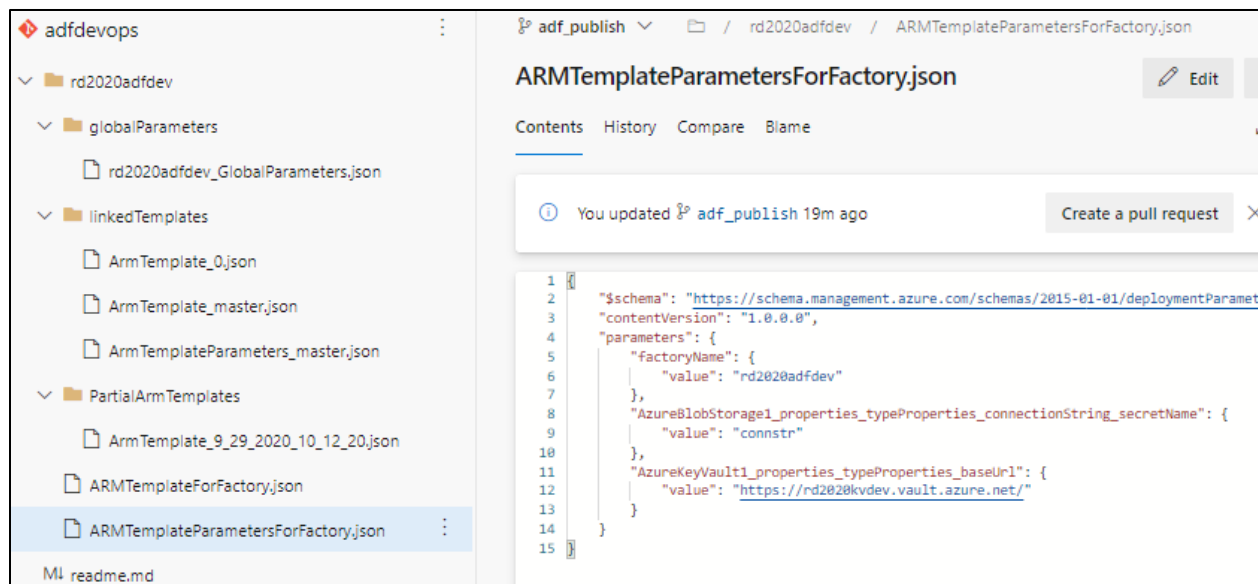 adfdevops
rd2020adfdev
globalParameters
rd2020adfdev_GlobalParameters.json
linkedTemplates
ArmTemplate_0.json
ArmTemplate_master.json
ArmTemplateParameters_master.json
PartialArmTemplates
ArmTemplate_9_29_2020_10_12_20.json
ARMTemplateForFactory.json
ARMTemplateParametersForFactory.json
readme.md
adf_publish / rd2020adfdev / ARMTemplateParametersForFactory.json
ARMTemplateParametersForFactory.json
Edit
Contents History Compare Blame
You updated adf_publish 19m ago
Create a pull request
1 {
2 "$schema": "https://schema.management.azure.com/schemas/2015-01-01/deploymentParamet
3 "contentVersion": "1.0.0.0",
4 "parameters": {
5 "factoryName": {
6 "value": "rd2020adfdev"
7 },
8 "AzureBlobStorage1_properties_typeProperties_connectionString_secretName": {
9 "value": "connstr"
10 },
11 "AzureKeyVault1_properties_typeProperties_baseUrl": {
12 "value": "https://rd2020kvdev.vault.azure.net/"
13 }
14 }
15 }